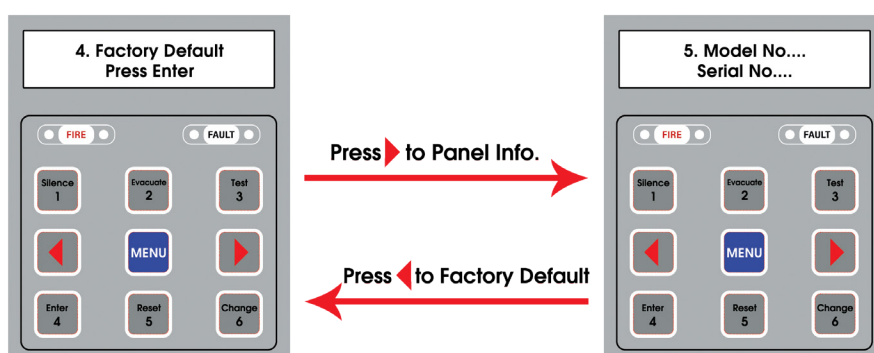 4. Factory Default
Press Enter
FIRE
FAULT
Silence
1
Evacuate
2
Test
3
MENU
Enter
4
Reset
5
Change
6
Press to Panel Info.
Press to Factory Default
5. Model No....
Serial No....
FIRE
FAULT
Silence
1
Evacuate
2
Test
3
MENU
Enter
4
Reset
5
Change
6